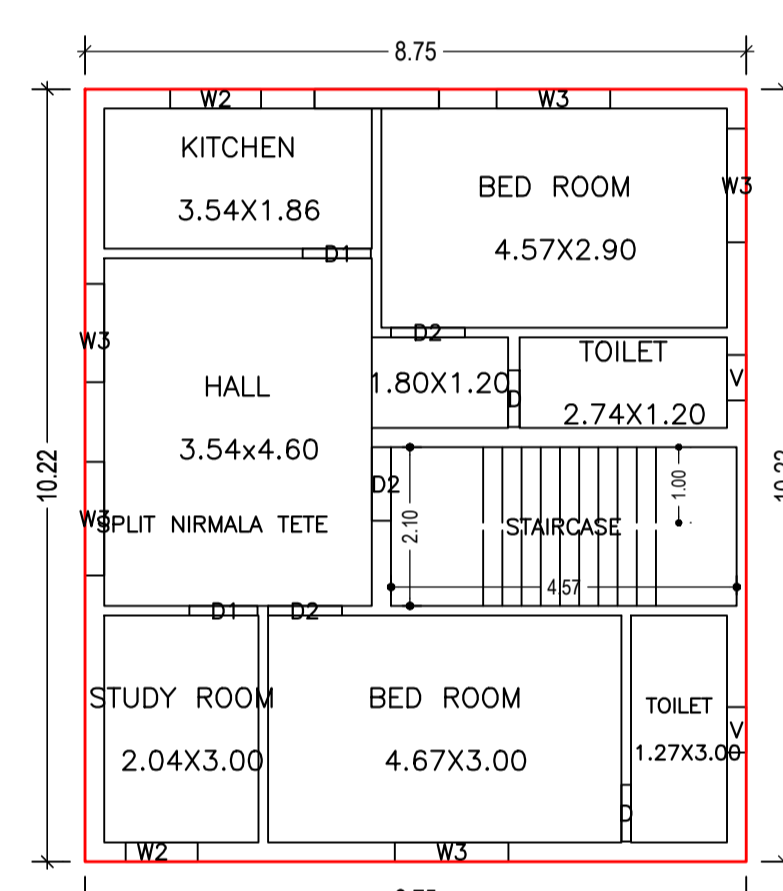 8.75
W2
W3
KITCHEN
3.54X1.86
BED ROOM
4.57X2.90
W3
D1
D2
W3
HALL
3.54x4.60
1.80X1.20
D
TOILET
2.74X1.20
V
10.22
10.22
W3
SPLIT NIRMALA TETE
D2
2.10
STAIRCASE
1.00
4.57
D1
D2
STUDY ROOM
2.04X3.00
BED ROOM
4.67X3.00
TOILET
1.27X3.00
V
D
W2
W3